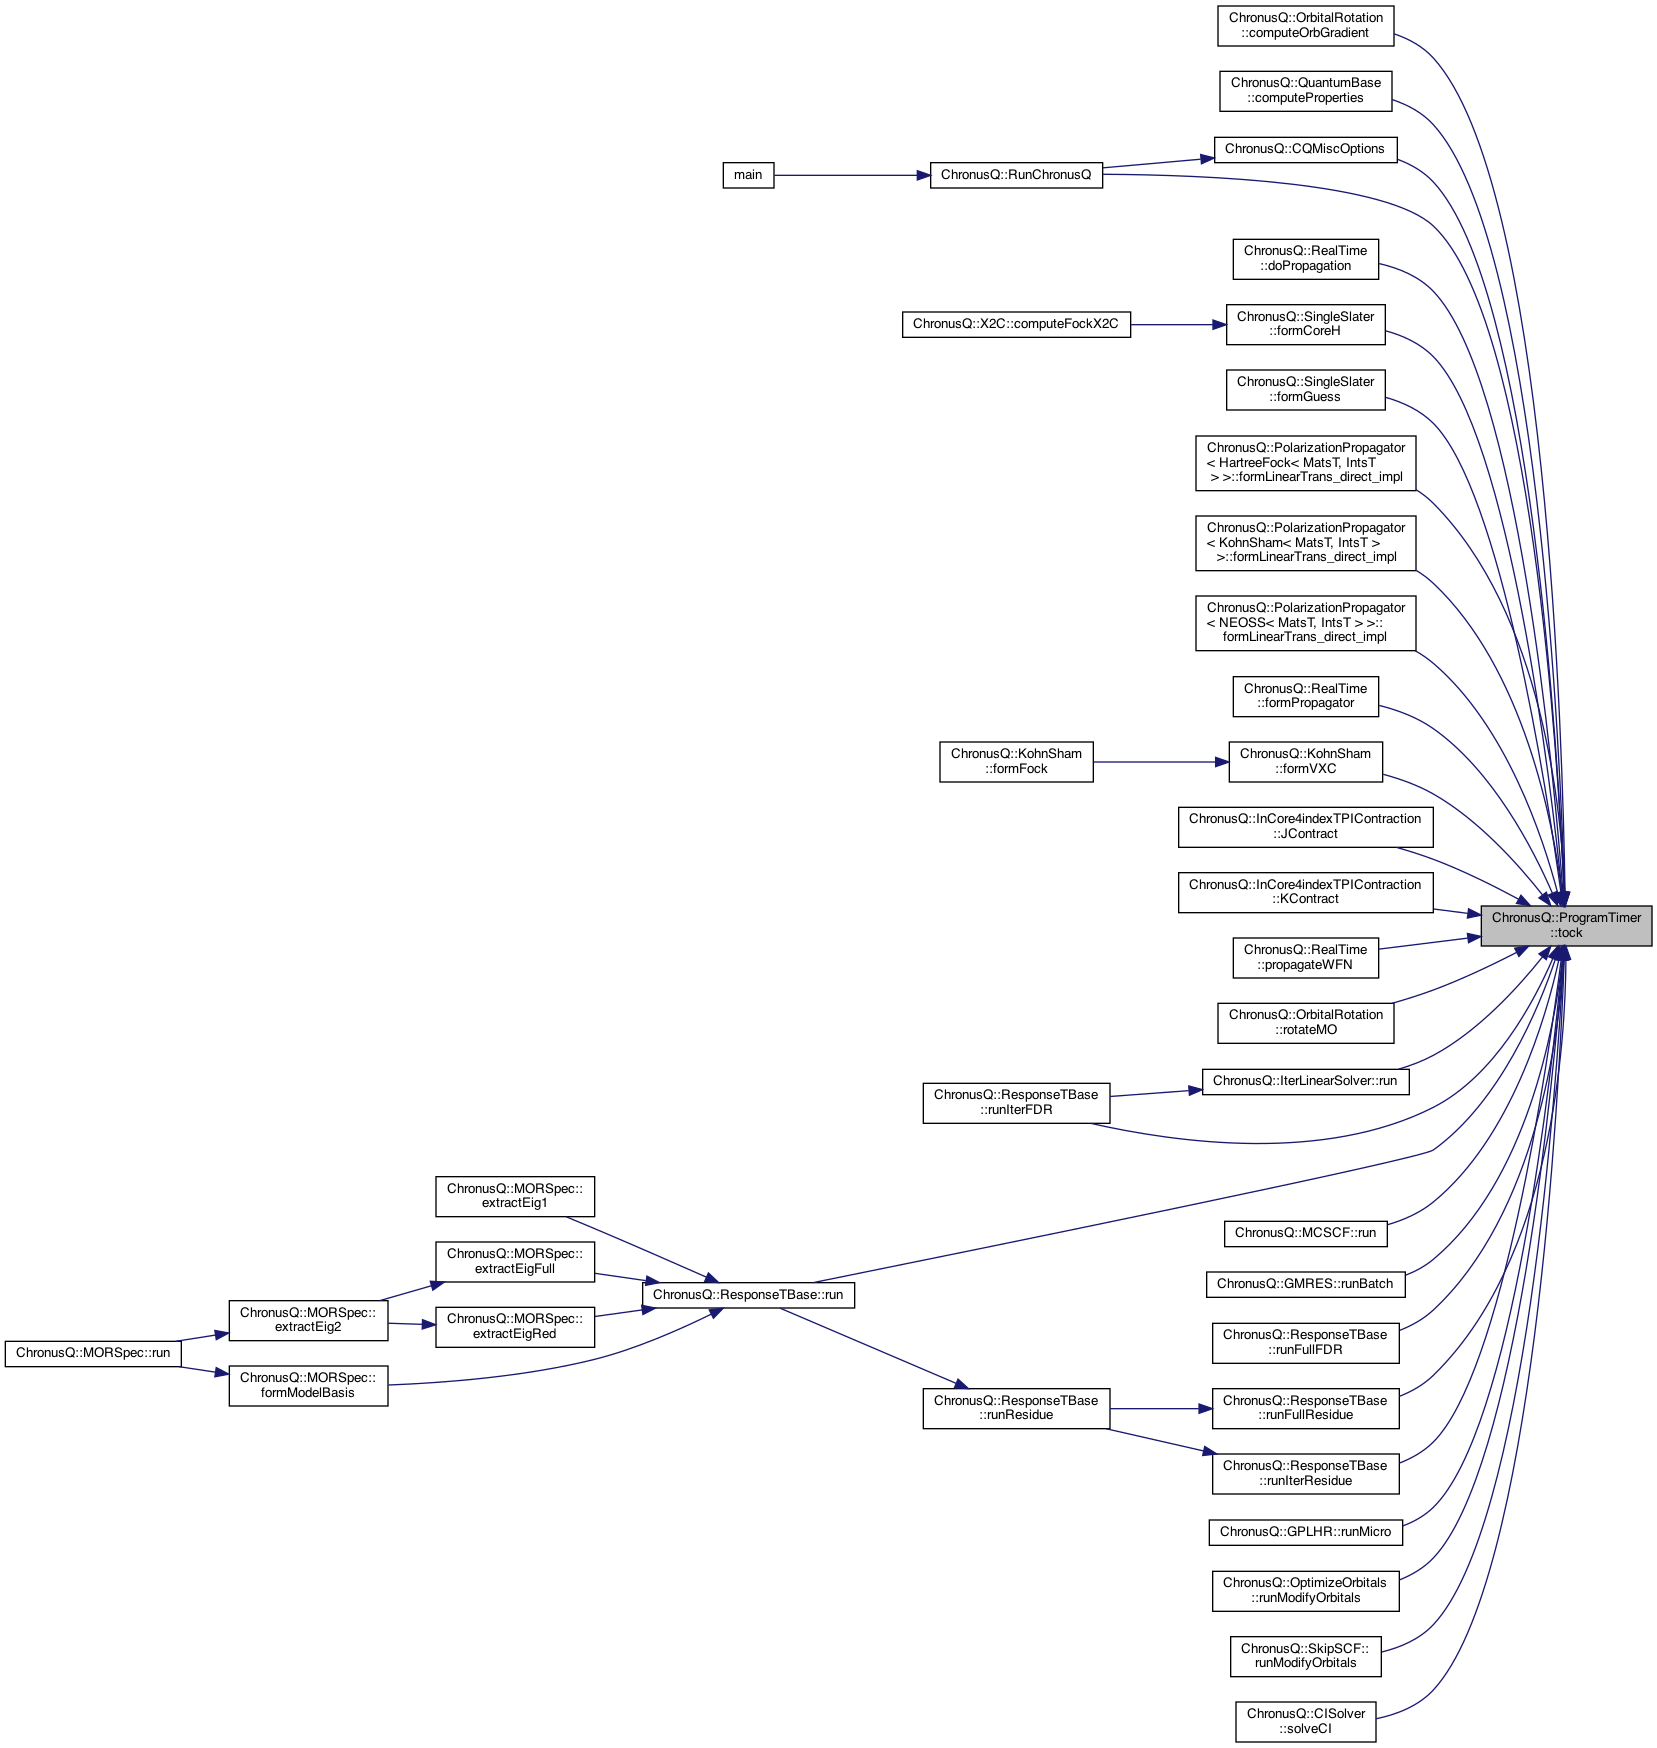 ChronusQ::OrbitalRotation
::computeOrbGradient
ChronusQ::QuantumBase
::computeProperties
ChronusQ::CQMiscOptions
main
ChronusQ::RunChronusQ
ChronusQ::RealTime
::doPropagation
ChronusQ::X2C::computeFockX2C
ChronusQ::SingleSlater
::formCoreH
ChronusQ::SingleSlater
::formGuess
ChronusQ::PolarizationPropagator
< HartreeFock< MatsT, IntsT
> >::formLinearTrans_direct_impl
ChronusQ::PolarizationPropagator
< KohnSham< MatsT, IntsT >
>::formLinearTrans_direct_impl
ChronusQ::PolarizationPropagator
< NEOSS< MatsT, IntsT > >::
formLinearTrans_direct_impl
ChronusQ::RealTime
::formPropagator
ChronusQ::KohnSham
::formFock
ChronusQ::KohnSham
::formVXC
ChronusQ::InCore4indexTPIContraction
::JContract
ChronusQ::InCore4indexTPIContraction
::KContract
ChronusQ::ProgramTimer
::tock
ChronusQ::RealTime
::propagateWFN
ChronusQ::OrbitalRotation
::rotateMO
ChronusQ::IterLinearSolver::run
ChronusQ::ResponseTBase
::runIterFDR
ChronusQ::MORSpec::
extractEig1
ChronusQ::MCSCF::run
ChronusQ::MORSpec::
extractEigFull
ChronusQ::GMRES::runBatch
ChronusQ::ResponseTBase::run
ChronusQ::MORSpec::
extractEig2
ChronusQ::MORSpec::
extractEigRed
ChronusQ::ResponseTBase
::runFullFDR
ChronusQ::MORSpec::run
ChronusQ::MORSpec::
formModelBasis
ChronusQ::ResponseTBase
::runResidue
ChronusQ::ResponseTBase
::runFullResidue
ChronusQ::ResponseTBase
::runIterResidue
ChronusQ::GPLHR::runMicro
ChronusQ::OptimizeOrbitals
::runModifyOrbitals
ChronusQ::SkipSCF::
runModifyOrbitals
ChronusQ::CISolver
::solveCI